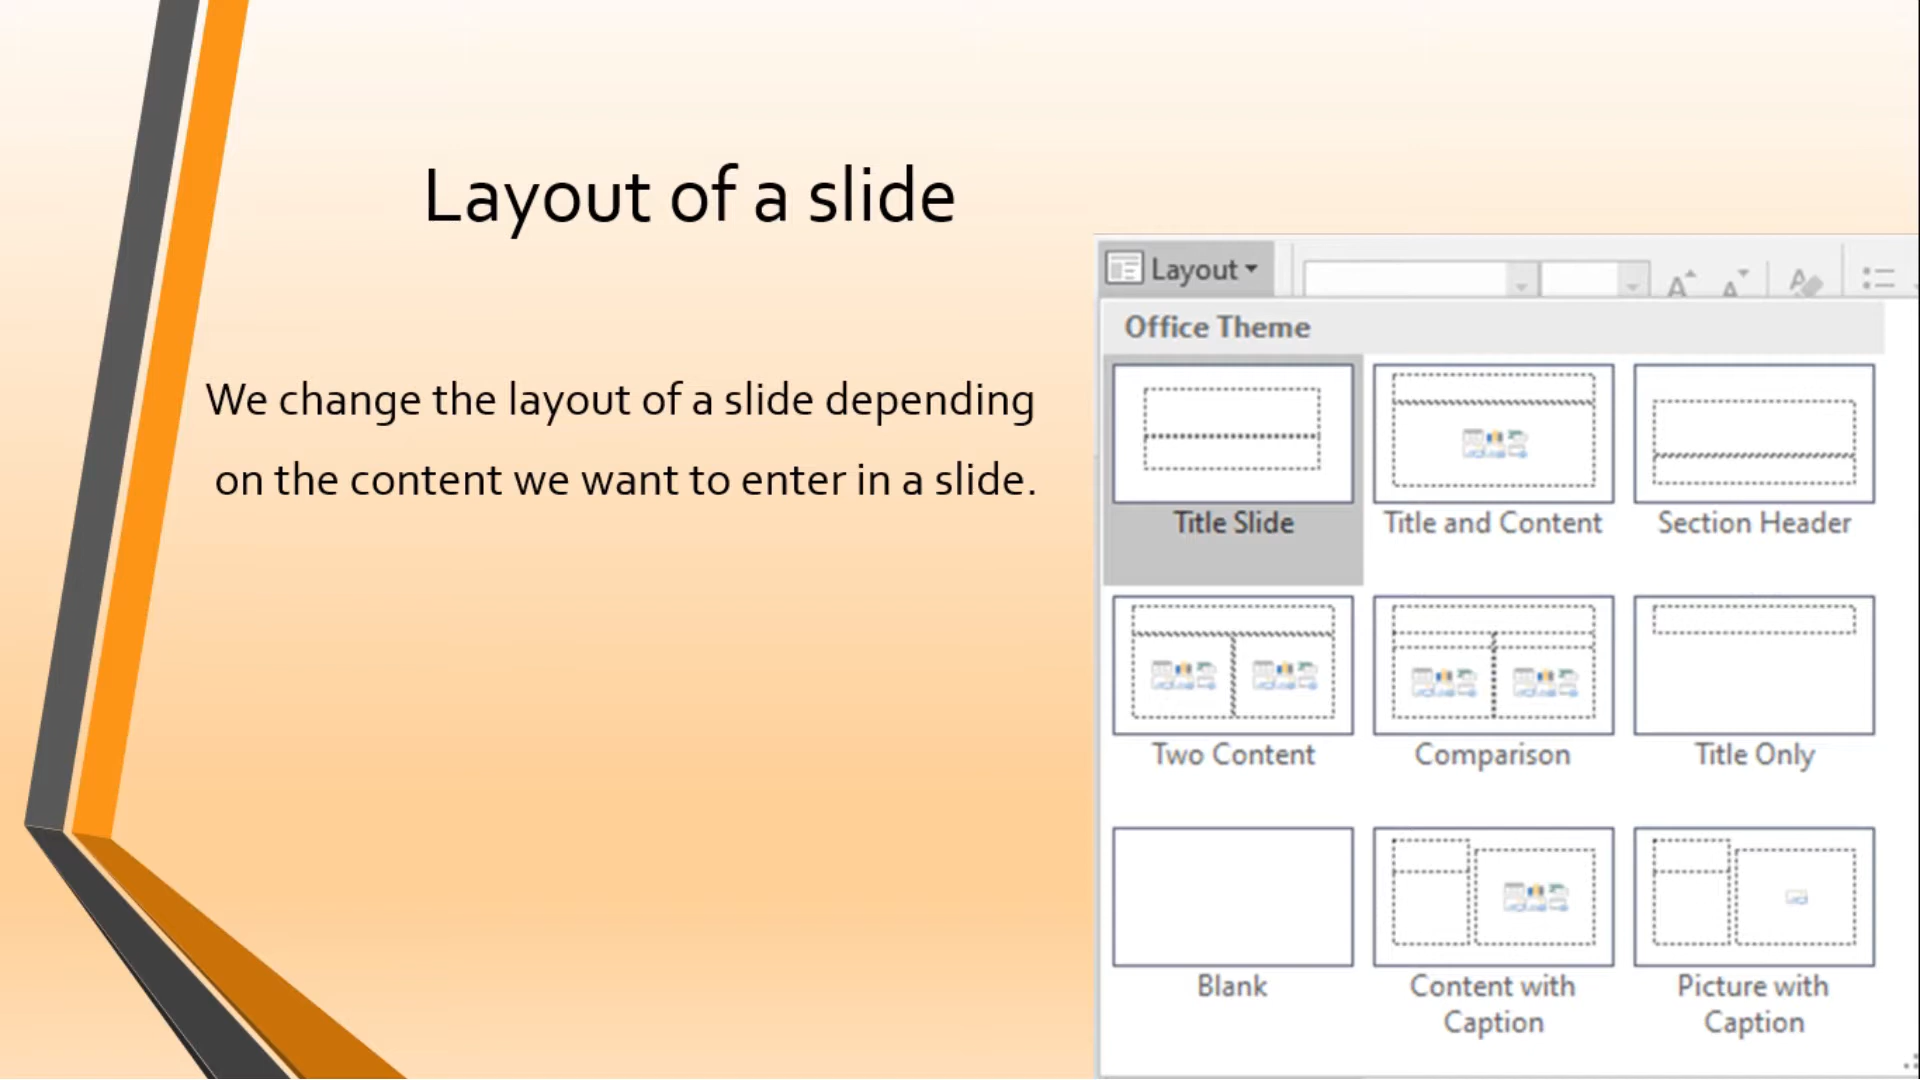 Layout of a slide
We change the layout of a slide depending
on the content we want to enter in a slide.
Layout
Office Theme
Title Slide
Title and Content
Section Header
Two Content
Comparison
Title Only
Blank
Content with
Caption
Picture with
Caption